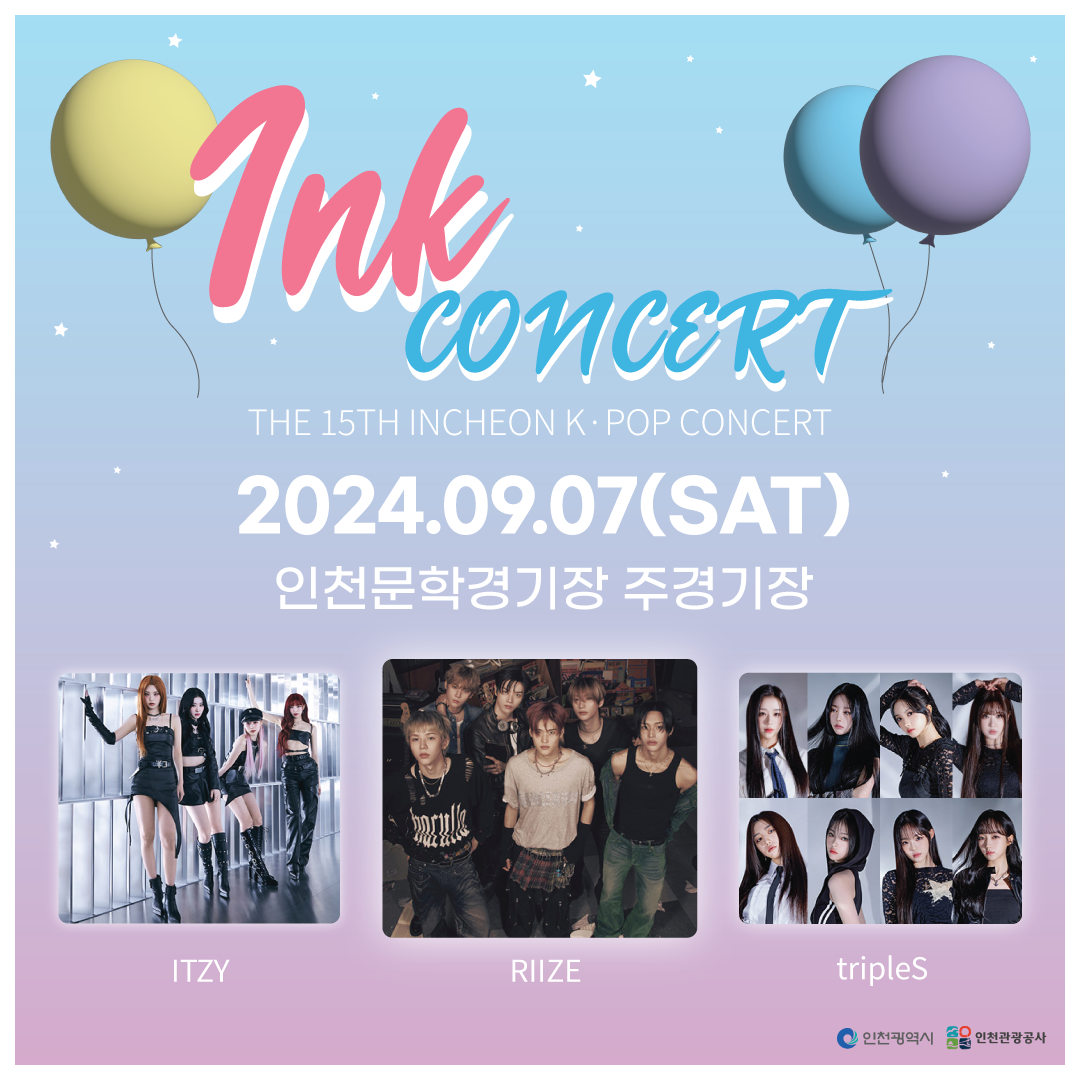 Ink
CONCERT
THE 15TH INCHEON K·POP CONCERT
2024.09.07(SAT)
인천문학경기장 주경기장
ITZY
RIIZE
tripleS
인천광역시
인천관광공사